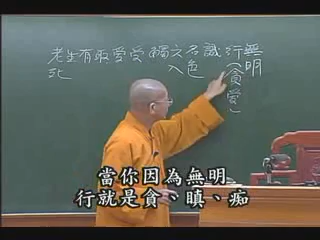 老生有取愛受觸六名識行無
死入色(貪愛)明
當你因為無明
行就是貪、瞋、痴